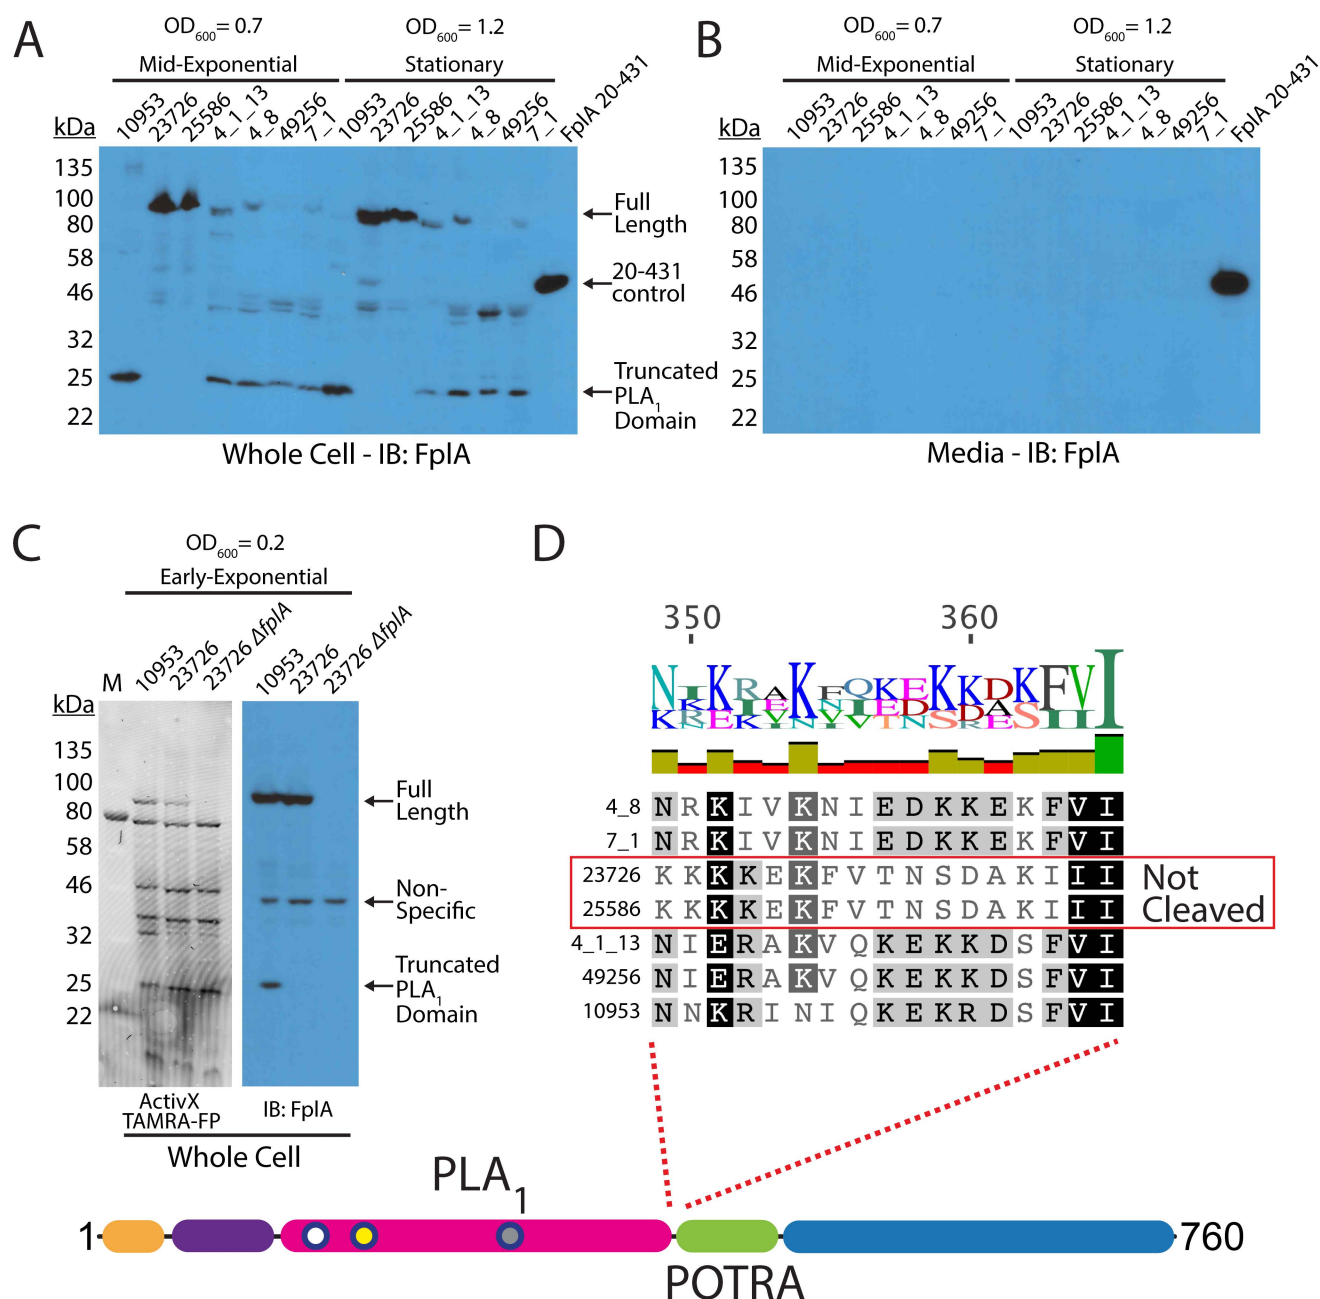 A
OD600= 0.7
OD600= 1.2
Mid-Exponential
Stationary
kDa
10953
23726
25586
4_1_13
4_8
49256
7_1
10953
23726
25586
4_1_13
4_8
49256
7_1
FplA 20-431
135
100
80
58
46
32
25
22
Full
Length
20-431
control
Truncated
PLA1
Domain
Whole Cell - IB: FplA
B
OD600= 0.7
OD600= 1.2
Mid-Exponential
Stationary
kDa
10953
23726
25586
4_1_13
4_8
49256
7_1
10953
23726
25586
4_1_13
4_8
49256
7_1
FplA 20-431
135
100
80
58
46
32
25
22
Media - IB: FplA
C
OD600= 0.2
Early-Exponential
kDa
M
10953
23726
23726 ΔfplA
10953
23726
23726 ΔfplA
135
100
80
58
46
32
25
22
Full
Length
Non-
Specific
Truncated
PLA1
Domain
ActivX
TAMRA-FP
IB: FplA
Whole Cell
D
350 360
4_8 NRKIVKNIEDKKEKFVI
7_1 NRKIVKNIEDKKEKFVI
23726 KKKKEKFVTNSDAKIII
25586 KKKKEKFVTNSDAKIII
4_1_13 NIERAKVQKEKKDSFVI
49256 NIERAKVQKEKKDSFVI
10953 NNKRINIQKEKRDSFVI
Not
Cleaved
PLA1
1
760
POTRA